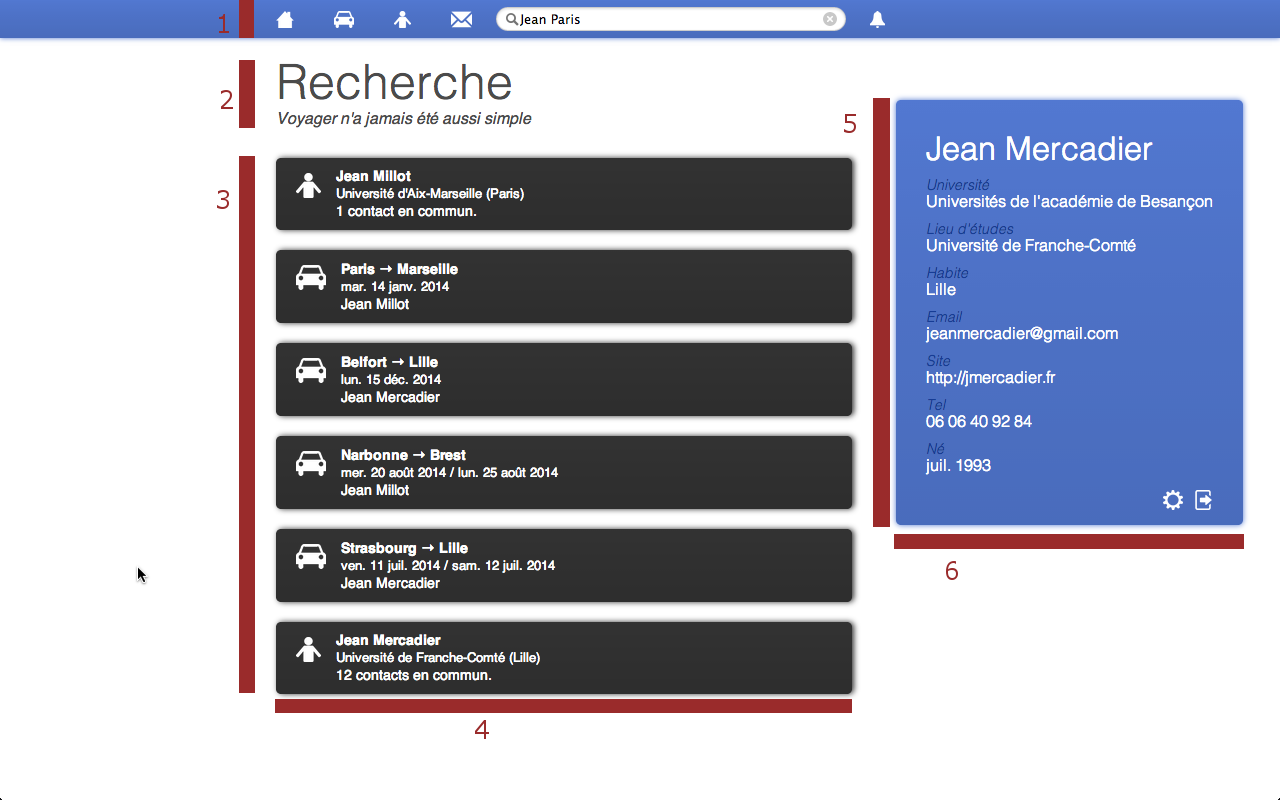 1
Jean Paris
2
Recherche
Voyager n'a jamais été aussi simple
3
Jean Millot
Université d'Aix-Marseille (Paris)
1 contact en commun.
Paris → Marseille
mar. 14 janv. 2014
Jean Millot
Belfort → Lille
lun. 15 déc. 2014
Jean Mercadier
Narbonne → Brest
mer. 20 août 2014 / lun. 25 août 2014
Jean Millot
Strasbourg → Lille
ven. 11 juil. 2014 / sam. 12 juil. 2014
Jean Mercadier
Jean Mercadier
Université de Franche-Comté (Lille)
12 contacts en commun.
4
5
Jean Mercadier
Université
Universités de l'académie de Besançon
Lieu d'études
Université de Franche-Comté
Habite
Lille
Email
jeanmercadier@gmail.com
Site
http://jmercadier.fr
Tel
06 06 40 92 84
Né
juil. 1993
6